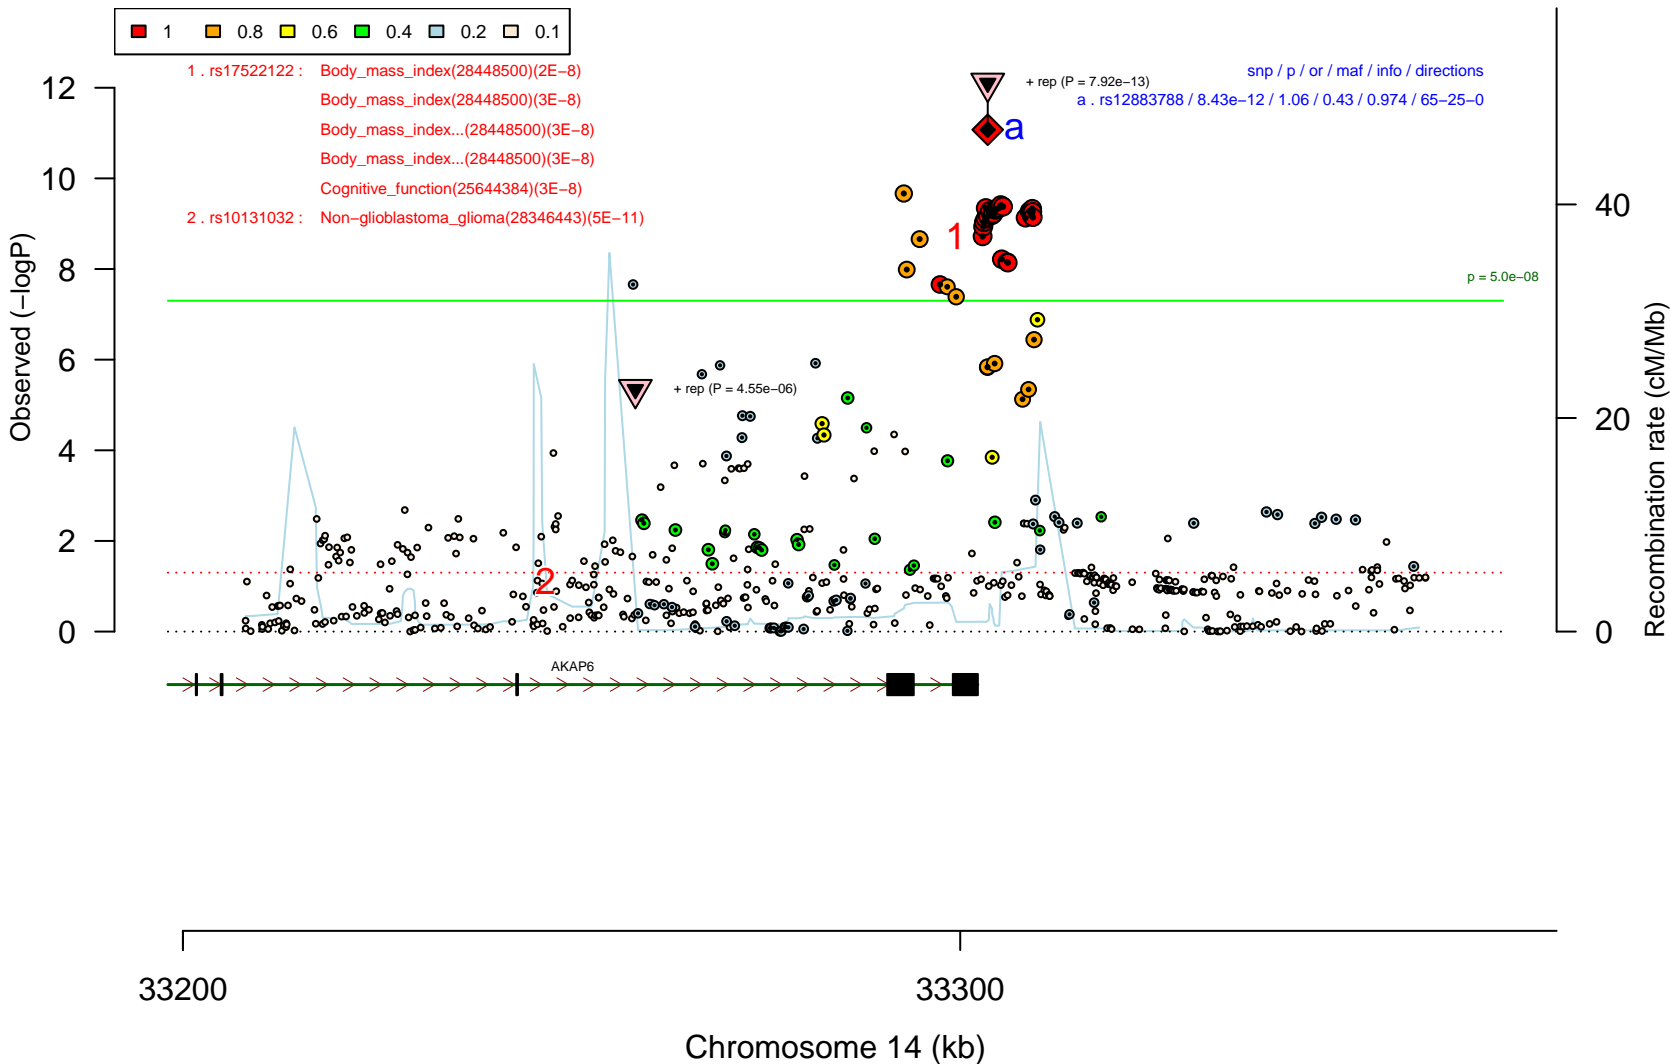 1 0.8 0.6 0.4 0.2 0.1
1 . rs17522122 : Body_mass_index(28448500)(2E−8)
Body_mass_index(28448500)(3E−8)
Body_mass_index...(28448500)(3E−8)
Body_mass_index...(28448500)(3E−8)
Cognitive_function(25644384)(3E−8)
2 . rs10131032 : Non−glioblastoma_glioma(28346443)(5E−11)
snp / p / or / maf / info / directions
a . rs12883788 / 8.43e−12 / 1.06 / 0.43 / 0.974 / 65−25−0
+ rep (P = 7.92e−13)
a
1
p = 5.0e−08
+ rep (P = 4.55e−06)
2
Observed (−logP)
12
10
8
6
4
2
0
40
20
0
Recombination rate (cM/Mb)
AKAP6
33200 33300
Chromosome 14 (kb)